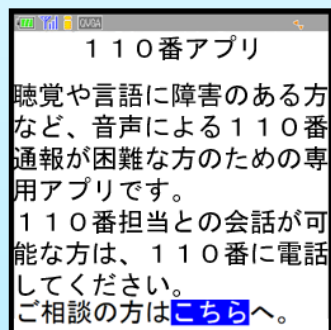 QVGA
110番アプリ
聴覚や言語に障害のある方
など、音声による110番
通報が困難な方のための専
用アプリです。
110番担当との会話が可
能な方は、110番に電話
してください。
ご相談の方はこちらへ。